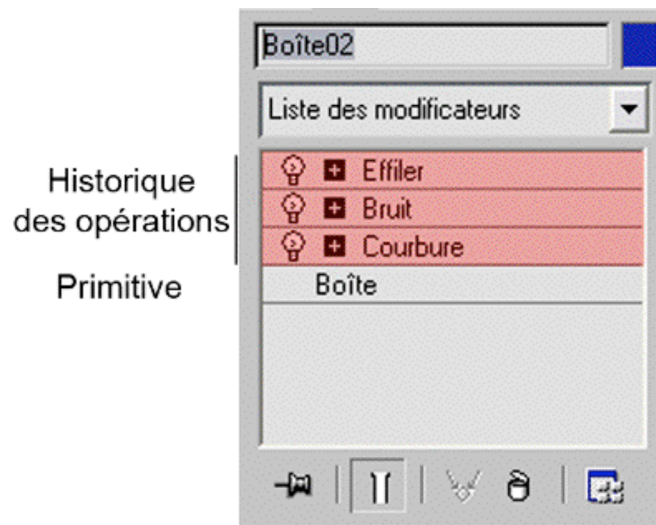 Boîte02
Liste des modificateurs
Historique
des opérations
Effiler
Bruit
Courbure
Primitive
Boîte